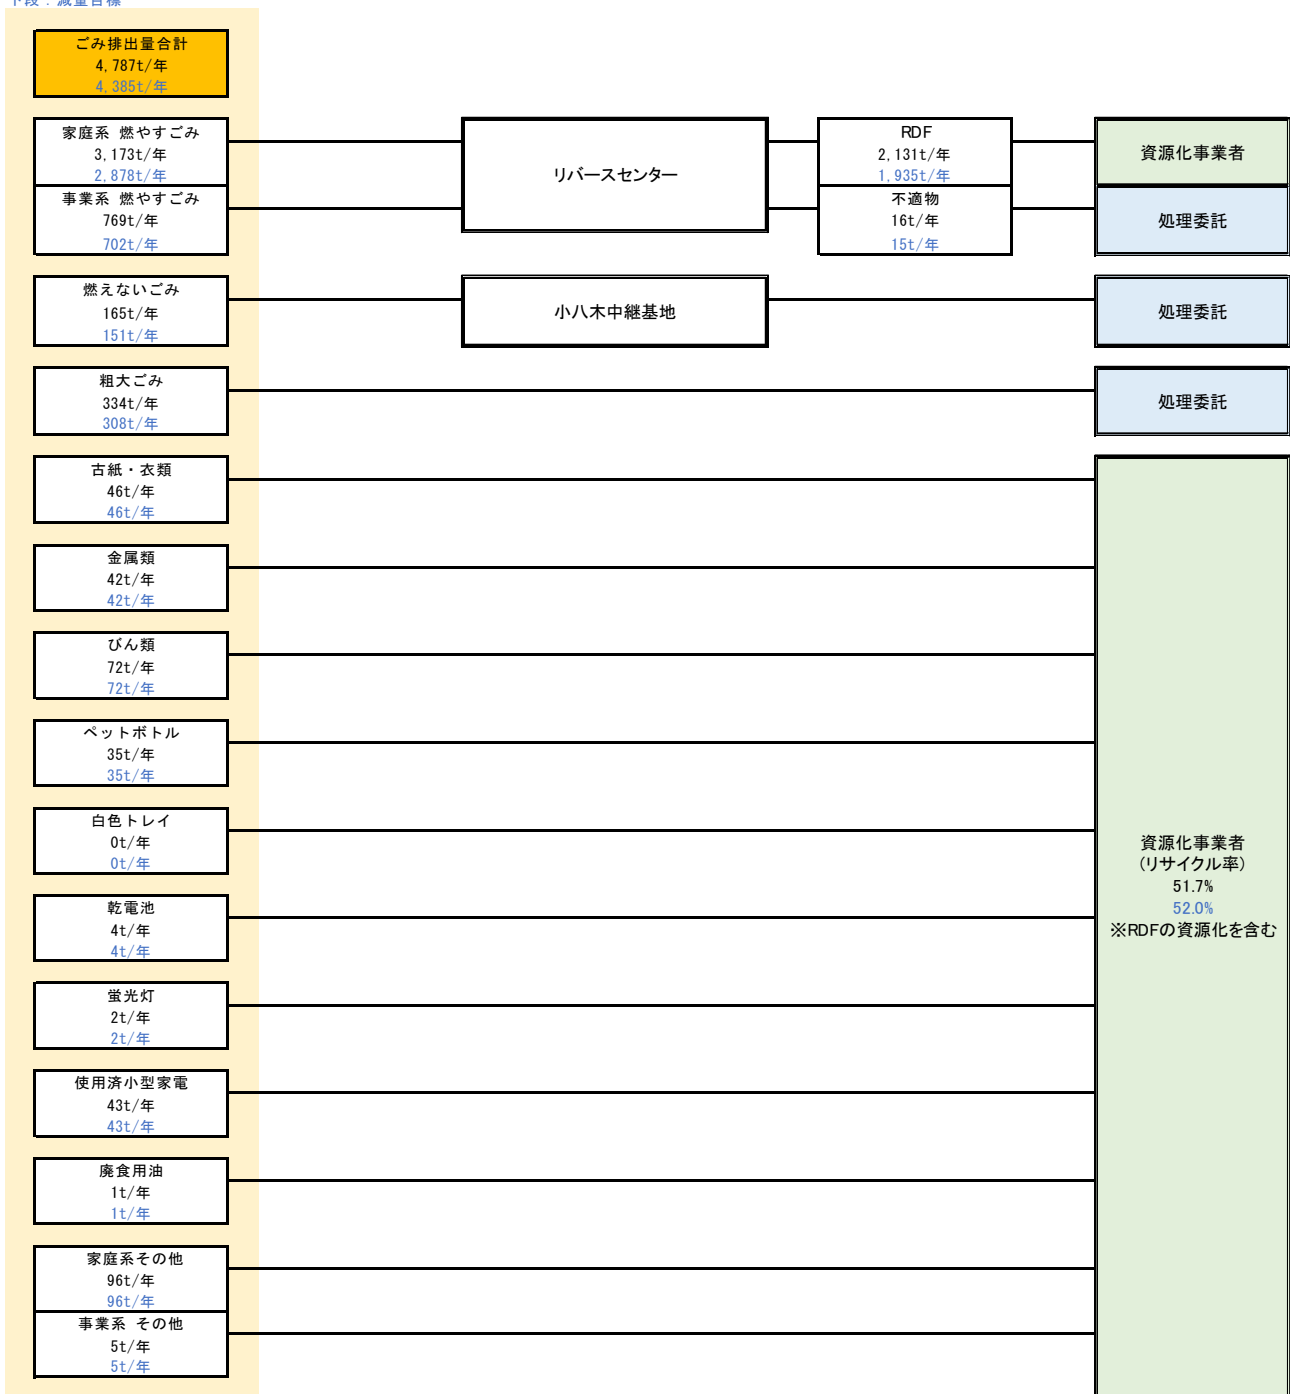 下段：減量目標
ごみ排出量合計
4,787t/年
4,385t/年
家庭系 燃やすごみ
3,173t/年
2,878t/年
事業系 燃やすごみ
769t/年
702t/年
リバースセンター
RDF
2,131t/年
1,935t/年
不適物
16t/年
15t/年
資源化事業者
処理委託
燃えないごみ
165t/年
151t/年
小八木中継基地
処理委託
粗大ごみ
334t/年
308t/年
処理委託
古紙・衣類
46t/年
46t/年
金属類
42t/年
42t/年
びん類
72t/年
72t/年
ペットボトル
35t/年
35t/年
白色トレイ
0t/年
0t/年
乾電池
4t/年
4t/年
蛍光灯
2t/年
2t/年
使用済小型家電
43t/年
43t/年
廃食用油
1t/年
1t/年
家庭系その他
96t/年
96t/年
事業系 その他
5t/年
5t/年
資源化事業者
(リサイクル率)
51.7%
52.0%
※RDFの資源化を含む